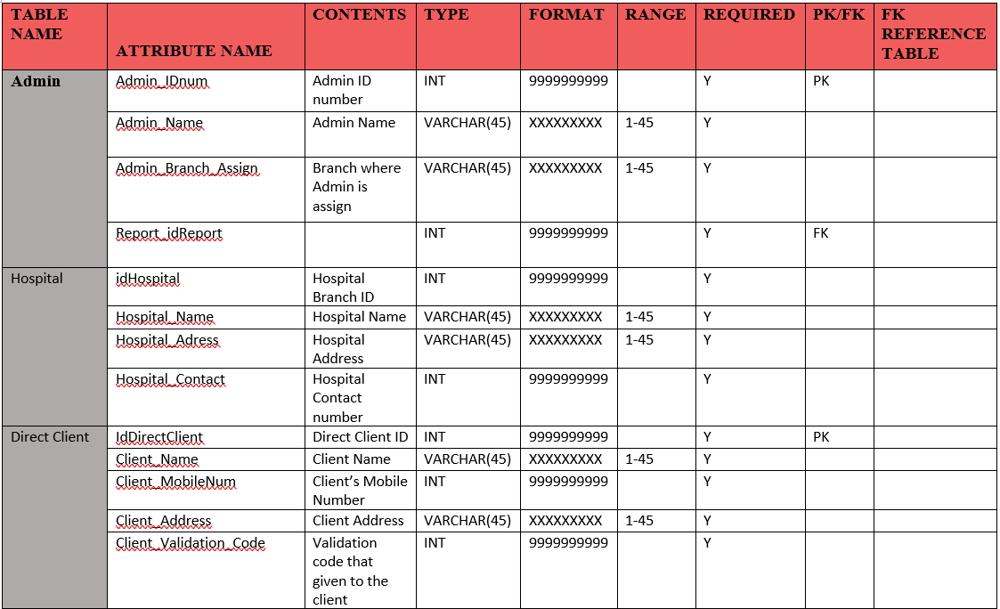 TABLE NAME ATTRIBUTE NAME CONTENTS TYPE FORMAT RANGE REQUIRED PK/FK FK REFERENCE TABLE
Admin Admin_IDnum Admin ID number INT 9999999999 Y PK
Admin_Name Admin Name VARCHAR(45) XXXXXXXXX 1-45 Y
Admin_Branch_Assign Branch where Admin is assign VARCHAR(45) XXXXXXXXX 1-45 Y
Report_idReport INT 9999999999 Y FK
Hospital idHospital Hospital Branch ID INT 9999999999 Y
Hospital_Name Hospital Name VARCHAR(45) XXXXXXXXX 1-45 Y
Hospital_Adress Hospital Address VARCHAR(45) XXXXXXXXX 1-45 Y
Hospital_Contact Hospital Contact number INT 9999999999 Y
Direct Client IdDirectClient Direct Client ID INT 9999999999 Y PK
Client_Name Client Name VARCHAR(45) XXXXXXXXX 1-45 Y
Client_MobileNum Client’s Mobile Number INT 9999999999 Y
Client_Address Client Address VARCHAR(45) XXXXXXXXX 1-45 Y
Client_Validation_Code Validation code that given to the client INT 9999999999 Y